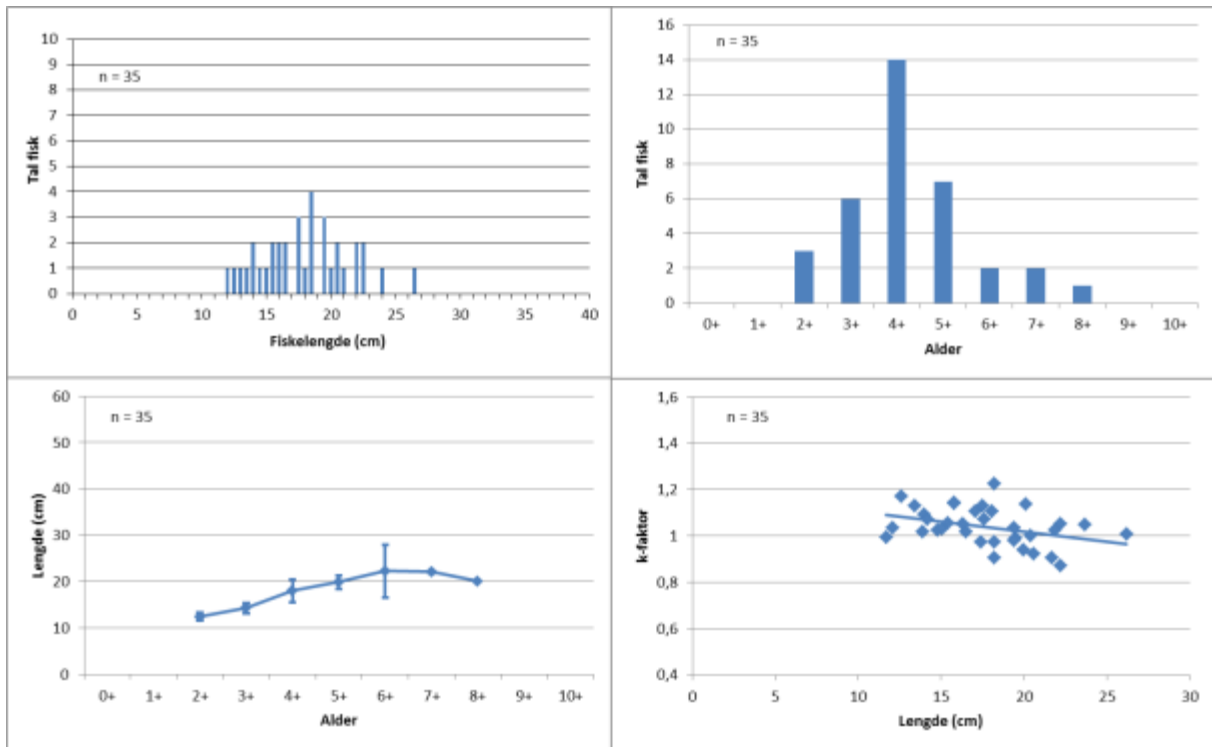 10
9
8
7
6
5
4
3
2
1
0
n = 35
Tal fisk
0 5 10 15 20 25 30 35 40
Fiskelengde (cm)
16
14
12
10
8
6
4
2
0
n = 35
Tal fisk
0+ 1+ 2+ 3+ 4+ 5+ 6+ 7+ 8+ 9+ 10+
Alder
60
50
40
30
20
10
0
n = 35
Lengde (cm)
0+ 1+ 2+ 3+ 4+ 5+ 6+ 7+ 8+ 9+ 10+
Alder
1,6
1,4
1,2
1
0,8
0,6
0,4
n = 35
k-faktor
0 5 10 15 20 25 30
Lengde (cm)